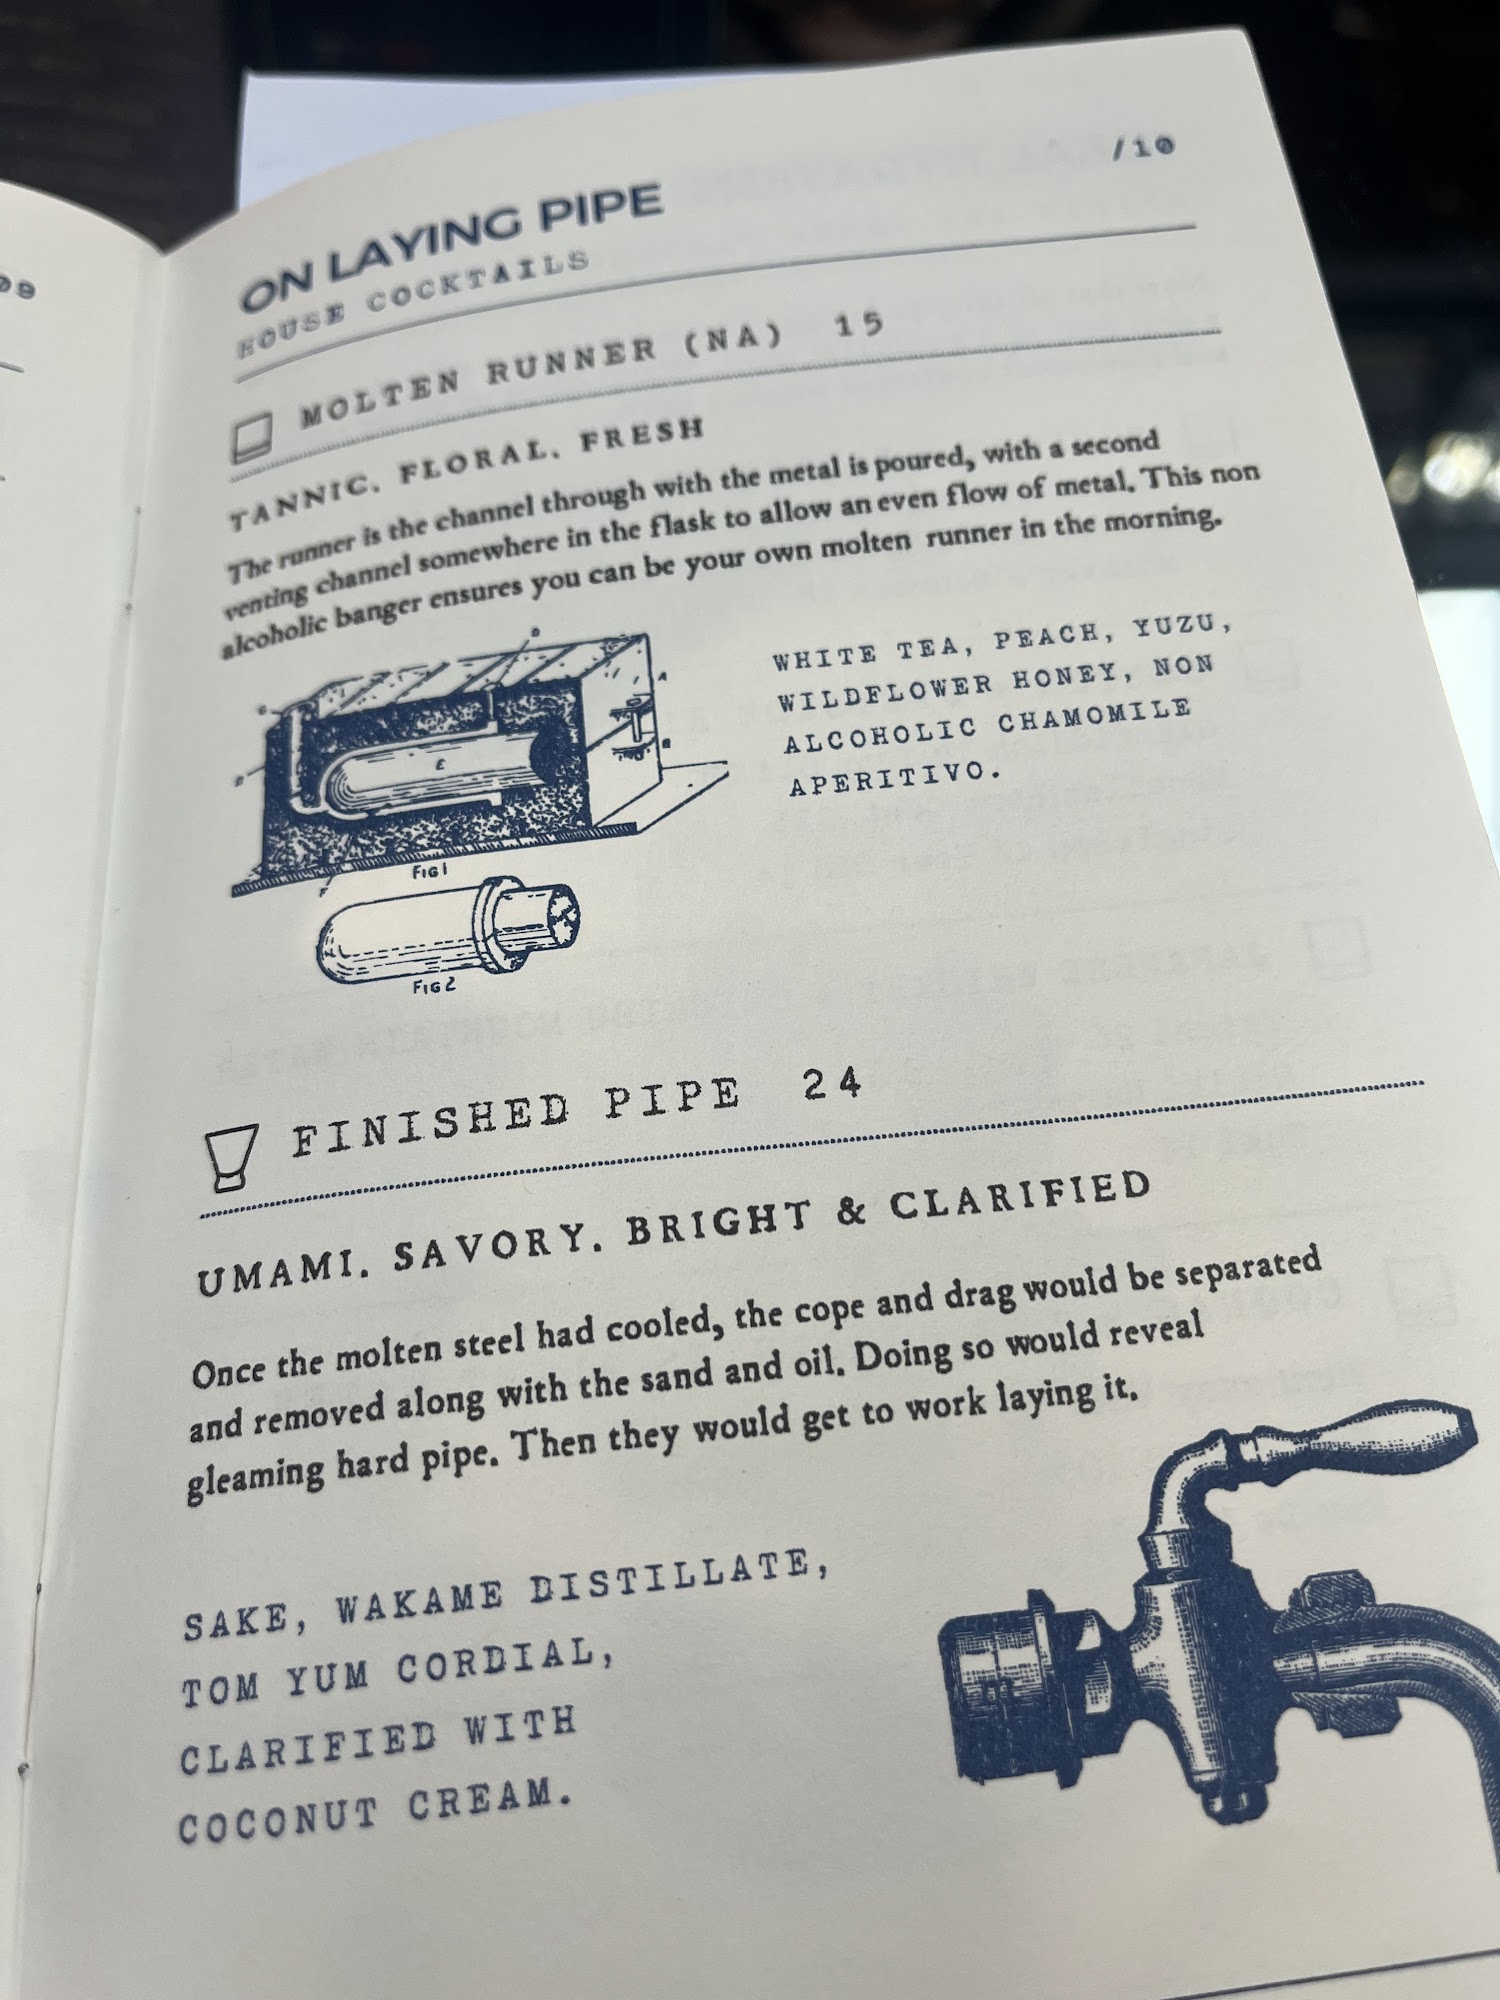 /10
ON LAYING PIPE
HOUSE COCKTAILS
MOLTEN RUNNER (NA) 15
TANNIC. FLORAL. FRESH
The runner is the channel through with the metal is poured, with a second
venting channel somewhere in the flask to allow an even flow of metal. This non
alcoholic banger ensures you can be your own molten runner in the morning.
WHITE TEA, PEACH, YUZU,
WILDFLOWER HONEY, NON
ALCOHOLIC CHAMOMILE
APERITIVO.
D
A
B
E
FIG 1
FIG 2
FINISHED PIPE 24
UMAMI. SAVORY. BRIGHT & CLARIFIED
Once the molten steel had cooled, the cope and drag would be separated
and removed along with the sand and oil. Doing so would reveal
gleaming hard pipe. Then they would get to work laying it.
SAKE, WAKAME DISTILLATE,
TOM YUM CORDIAL,
CLARIFIED WITH
COCONUT CREAM.